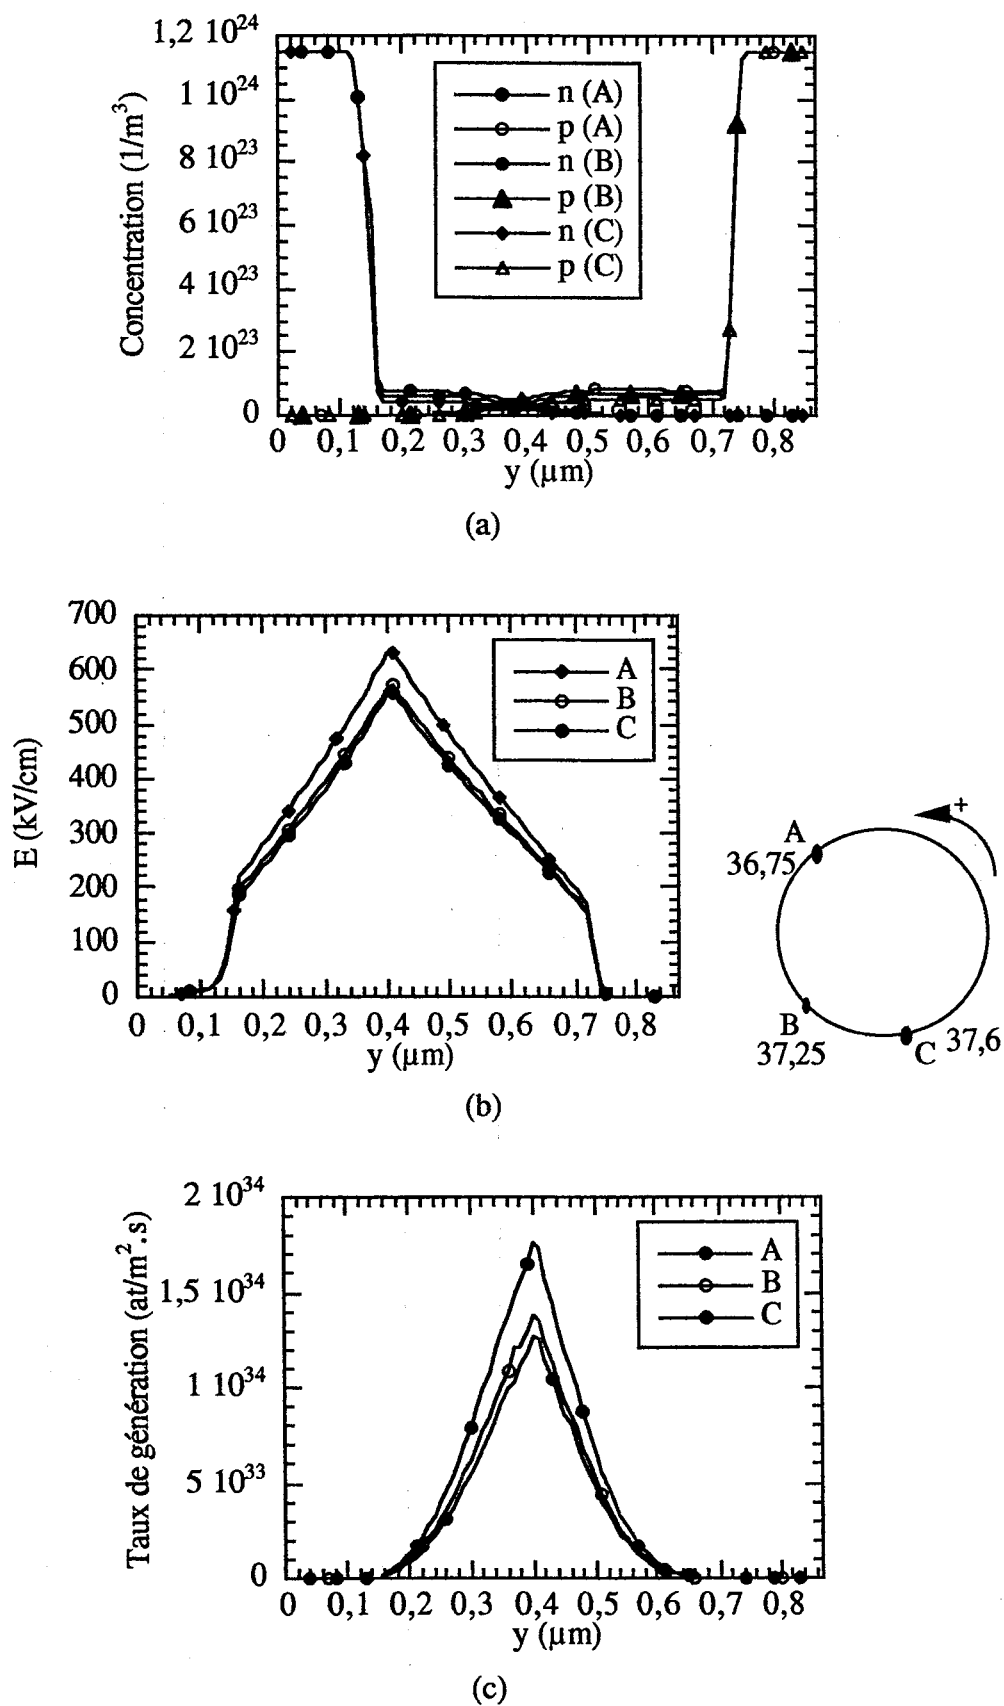 1,2 10^24
1 10^24
8 10^23
6 10^23
4 10^23
2 10^23
0
Concentration (1/m^3)
n (A)
p (A)
n (B)
p (B)
n (C)
p (C)
0 0,1 0,2 0,3 0,4 0,5 0,6 0,7 0,8
y (µm)
(a)
700
600
500
400
300
200
100
0
E (kV/cm)
A
B
C
0 0,1 0,2 0,3 0,4 0,5 0,6 0,7 0,8
y (µm)
(b)
+
A
36,75
B
37,25
C 37,6
2 10^34
1,5 10^34
1 10^34
5 10^33
0
Taux de génération (at/m^2.s)
A
B
C
0 0,1 0,2 0,3 0,4 0,5 0,6 0,7 0,8
y (µm)
(c)